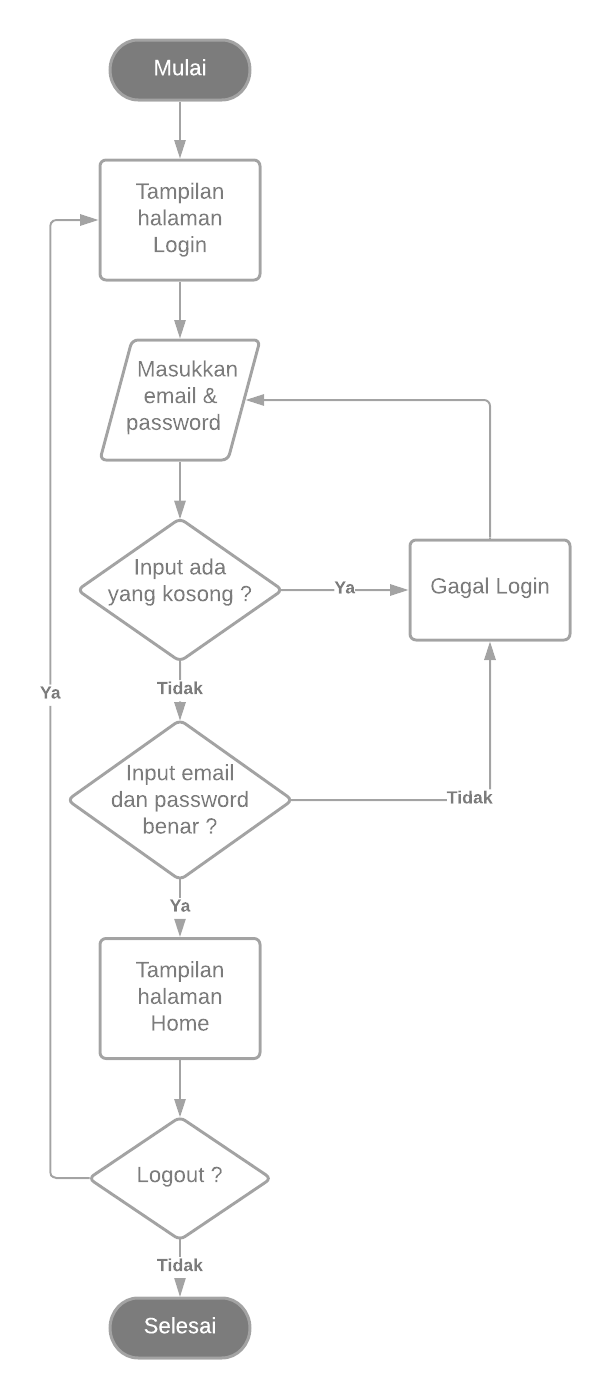 Mulai
Tampilan
halaman
Login
Masukkan
email &
password
Input ada
yang kosong ?
Ya
Gagal Login
Tidak
Ya
Input email
dan password
benar ?
Tidak
Ya
Tampilan
halaman
Home
Logout ?
Tidak
Selesai